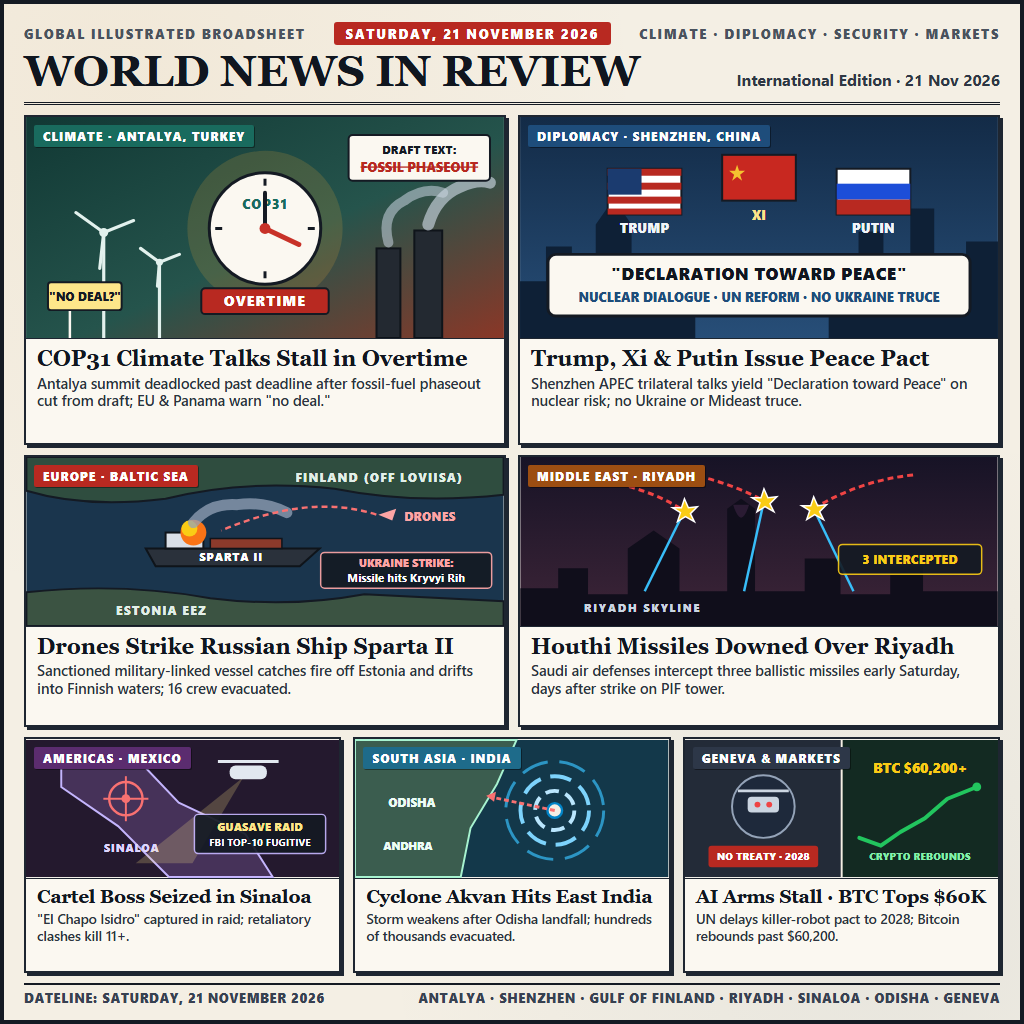 GLOBAL ILLUSTRATED BROADSHEET
SATURDAY, 21 NOVEMBER 2026
CLIMATE · DIPLOMACY · SECURITY · MARKETS
WORLD NEWS IN REVIEW
International Edition · 21 Nov 2026
CLIMATE · ANTALYA, TURKEY
DRAFT TEXT:
FOSSIL PHASEOUT
COP31
"NO DEAL?"
OVERTIME
COP31 Climate Talks Stall in Overtime
Antalya summit deadlocked past deadline after fossil-fuel phaseout
cut from draft; EU & Panama warn "no deal."
DIPLOMACY · SHENZHEN, CHINA
TRUMP
XI
PUTIN
"DECLARATION TOWARD PEACE"
NUCLEAR DIALOGUE · UN REFORM · NO UKRAINE TRUCE
Trump, Xi & Putin Issue Peace Pact
Shenzhen APEC trilateral talks yield "Declaration toward Peace" on
nuclear risk; no Ukraine or Mideast truce.
EUROPE · BALTIC SEA
FINLAND (OFF LOVIISA)
DRONES
SPARTA II
UKRAINE STRIKE:
Missile hits Kryvyi Rih
ESTONIA EEZ
Drones Strike Russian Ship Sparta II
Sanctioned military-linked vessel catches fire off Estonia and drifts
into Finnish waters; 16 crew evacuated.
MIDDLE EAST · RIYADH
3 INTERCEPTED
RIYADH SKYLINE
Houthi Missiles Downed Over Riyadh
Saudi air defenses intercept three ballistic missiles early Saturday,
days after strike on PIF tower.
AMERICAS · MEXICO
GUASAVE RAID
FBI TOP-10 FUGITIVE
SINALOA
Cartel Boss Seized in Sinaloa
"El Chapo Isidro" captured in raid; retaliatory
clashes kill 11+.
SOUTH ASIA · INDIA
ODISHA
ANDHRA
Cyclone Akvan Hits East India
Storm weakens after Odisha landfall; hundreds
of thousands evacuated.
GENEVA & MARKETS
BTC $60,200+
NO TREATY · 2028
CRYPTO REBOUNDS
AI Arms Stall · BTC Tops $60K
UN delays killer-robot pact to 2028; Bitcoin
rebounds past $60,200.
DATELINE: SATURDAY, 21 NOVEMBER 2026
ANTALYA · SHENZHEN · GULF OF FINLAND · RIYADH · SINALOA · ODISHA · GENEVA